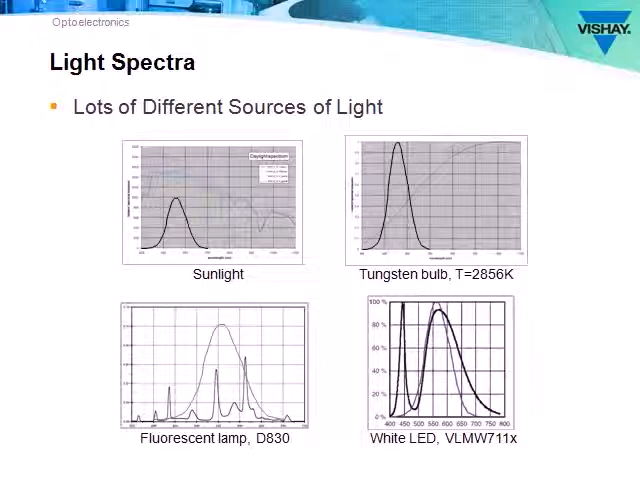 Optoelectronics
VISHAY.
Light Spectra
Lots of Different Sources of Light
Daylightspectrum
Sunlight
Tungsten bulb, T=2856K
Fluorescent lamp, D830
100 %
80 %
60 %
40 %
20 %
0 %
400 450 500 550 600 650 700 750 800
White LED, VLMW711x